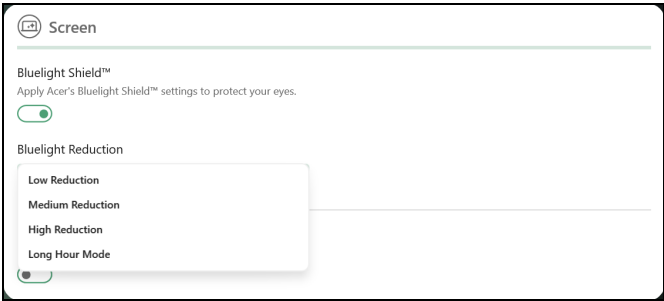 Screen
Bluelight Shield™
Apply Acer's Bluelight Shield™ settings to protect your eyes.
Bluelight Reduction
Low Reduction
Medium Reduction
High Reduction
Long Hour Mode